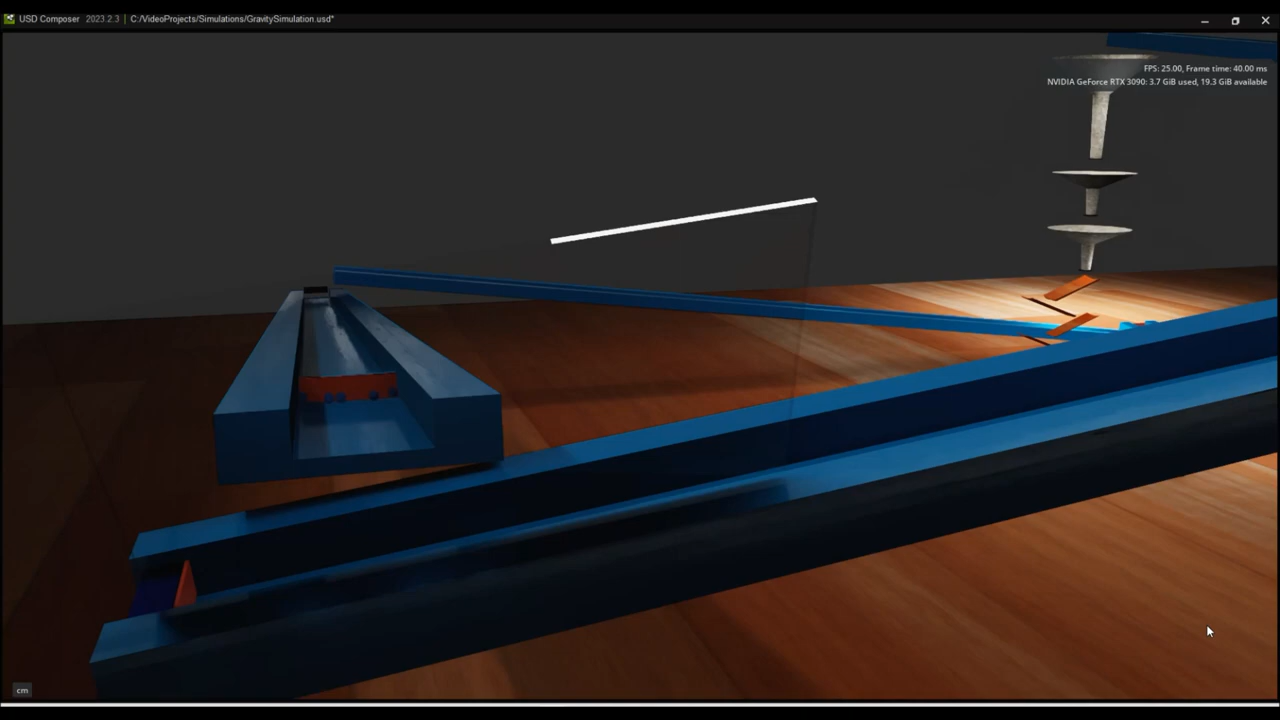 USD Composer 2023.2.3 | C:/VideoProjects/Simulations/GravitySimulation.usd*
FPS: 25.00, Frame time: 40.00 ms
NVIDIA GeForce RTX 3090: 3.7 GiB used, 19.3 GiB available
cm